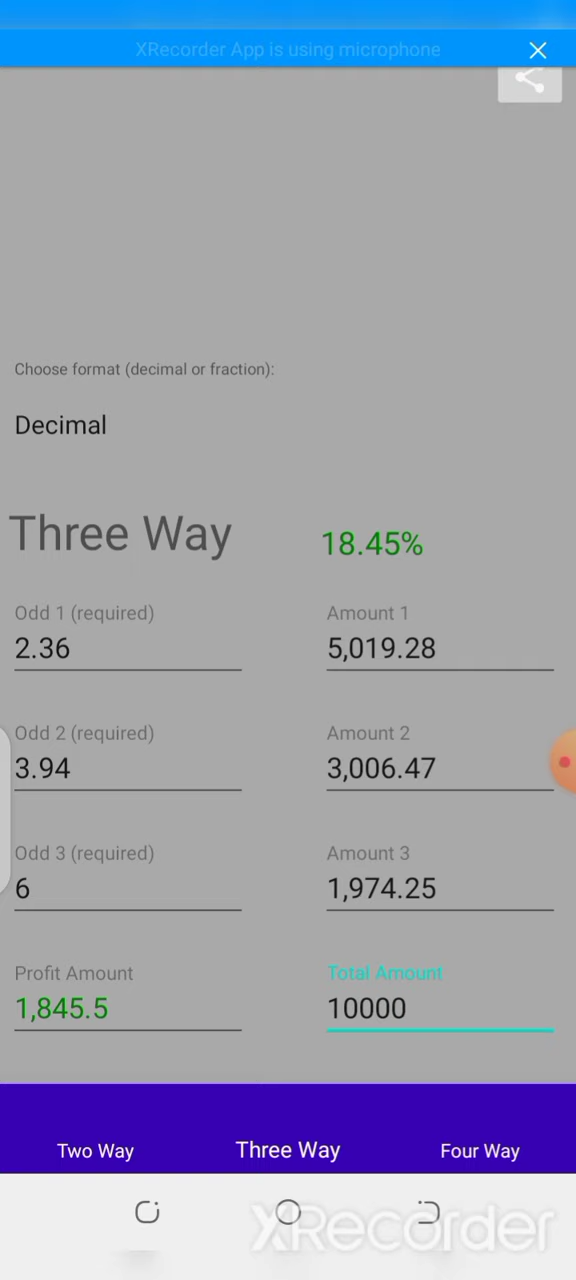 XRecorder App is using microphone
Choose format (decimal or fraction):
Decimal
Three Way
18.45%
Odd 1 (required)
Amount 1
2.36
5,019.28
Odd 2 (required)
Amount 2
3.94
3,006.47
Odd 3 (required)
Amount 3
6
1,974.25
Profit Amount
Total Amount
1,845.5
10000
Two Way
Three Way
Four Way
XRecorder